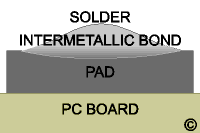 SOLDER
INTERMETALLIC BOND
PAD
PC BOARD
©